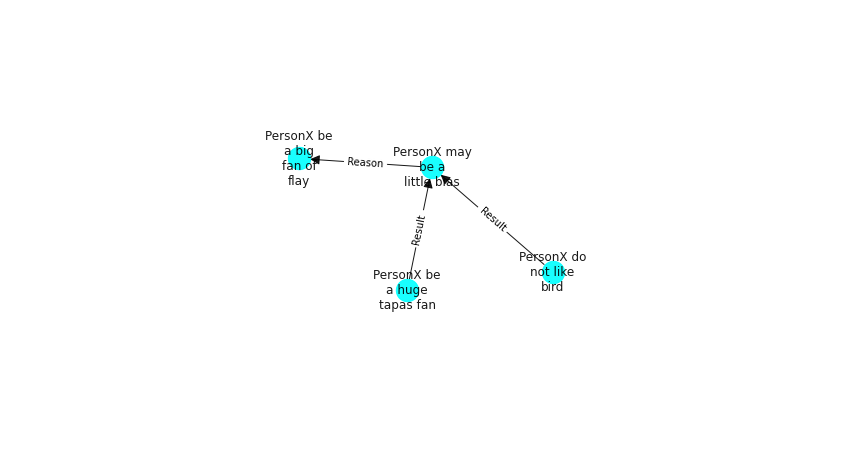 PersonX be
a big
fan of
flay
Reason
PersonX may
be a
little bias
Result
Result
PersonX be
a huge
tapas fan
PersonX do
not like
bird